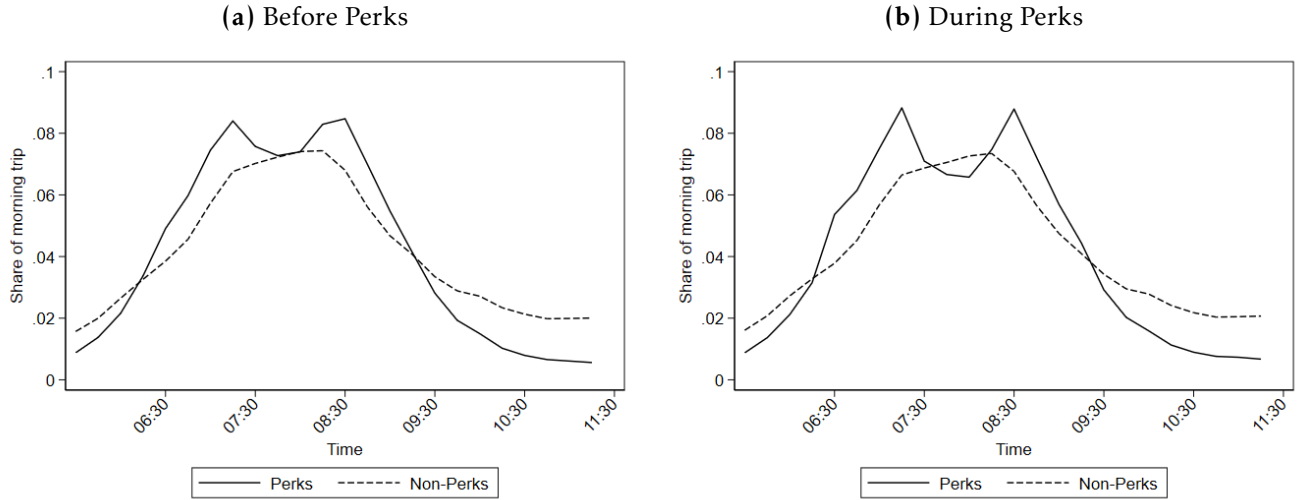 (a) Before Perks
.1
.08
.06
.04
.02
0
Share of morning trip
06:30
07:30
08:30
09:30
10:30
11:30
Time
Perks
Non-Perks
(b) During Perks
.1
.08
.06
.04
.02
0
Share of morning trip
06:30
07:30
08:30
09:30
10:30
11:30
Time
Perks
Non-Perks